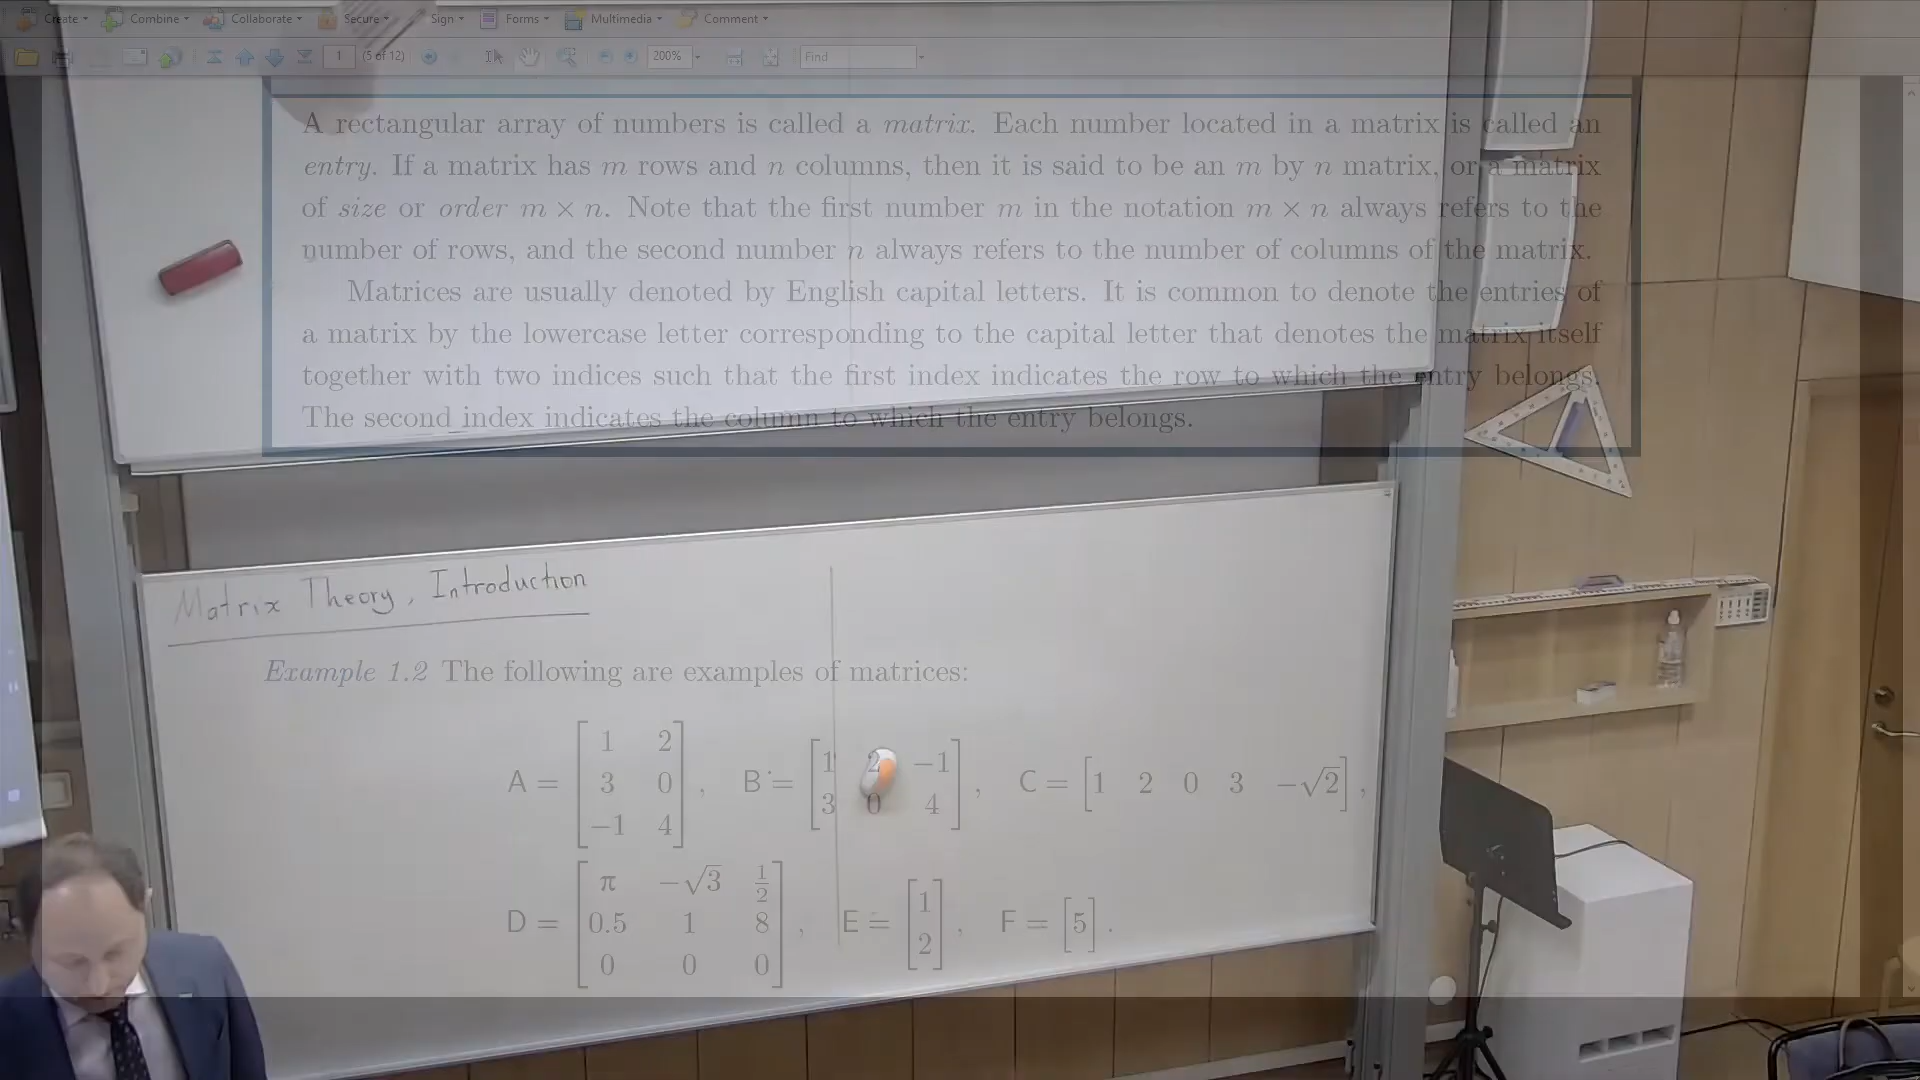 Create Combine Collaborate Secure Sign Forms Multimedia Comment
1 (5 of 12) 200% Find
A rectangular array of numbers is called a matrix. Each number located in a matrix is called an
entry. If a matrix has m rows and n columns, then it is said to be an m by n matrix, or a matrix
of size or order m × n. Note that the first number m in the notation m × n always refers to the
number of rows, and the second number n always refers to the number of columns of the matrix.
Matrices are usually denoted by English capital letters. It is common to denote the entries of
a matrix by the lowercase letter corresponding to the capital letter that denotes the matrix itself
together with two indices such that the first index indicates the row to which the entry belongs.
The second index indicates the column to which the entry belongs.
Matrix Theory, Introduction
Example 1.2 The following are examples of matrices:
A = [1 2
3 0
−1 4],
B = [1 2 −1
3 0 4],
C = [1 2 0 3 −√2],
D = [π −√3 1/2
0.5 1 8
0 0 0],
E = [1
2],
F = [5].